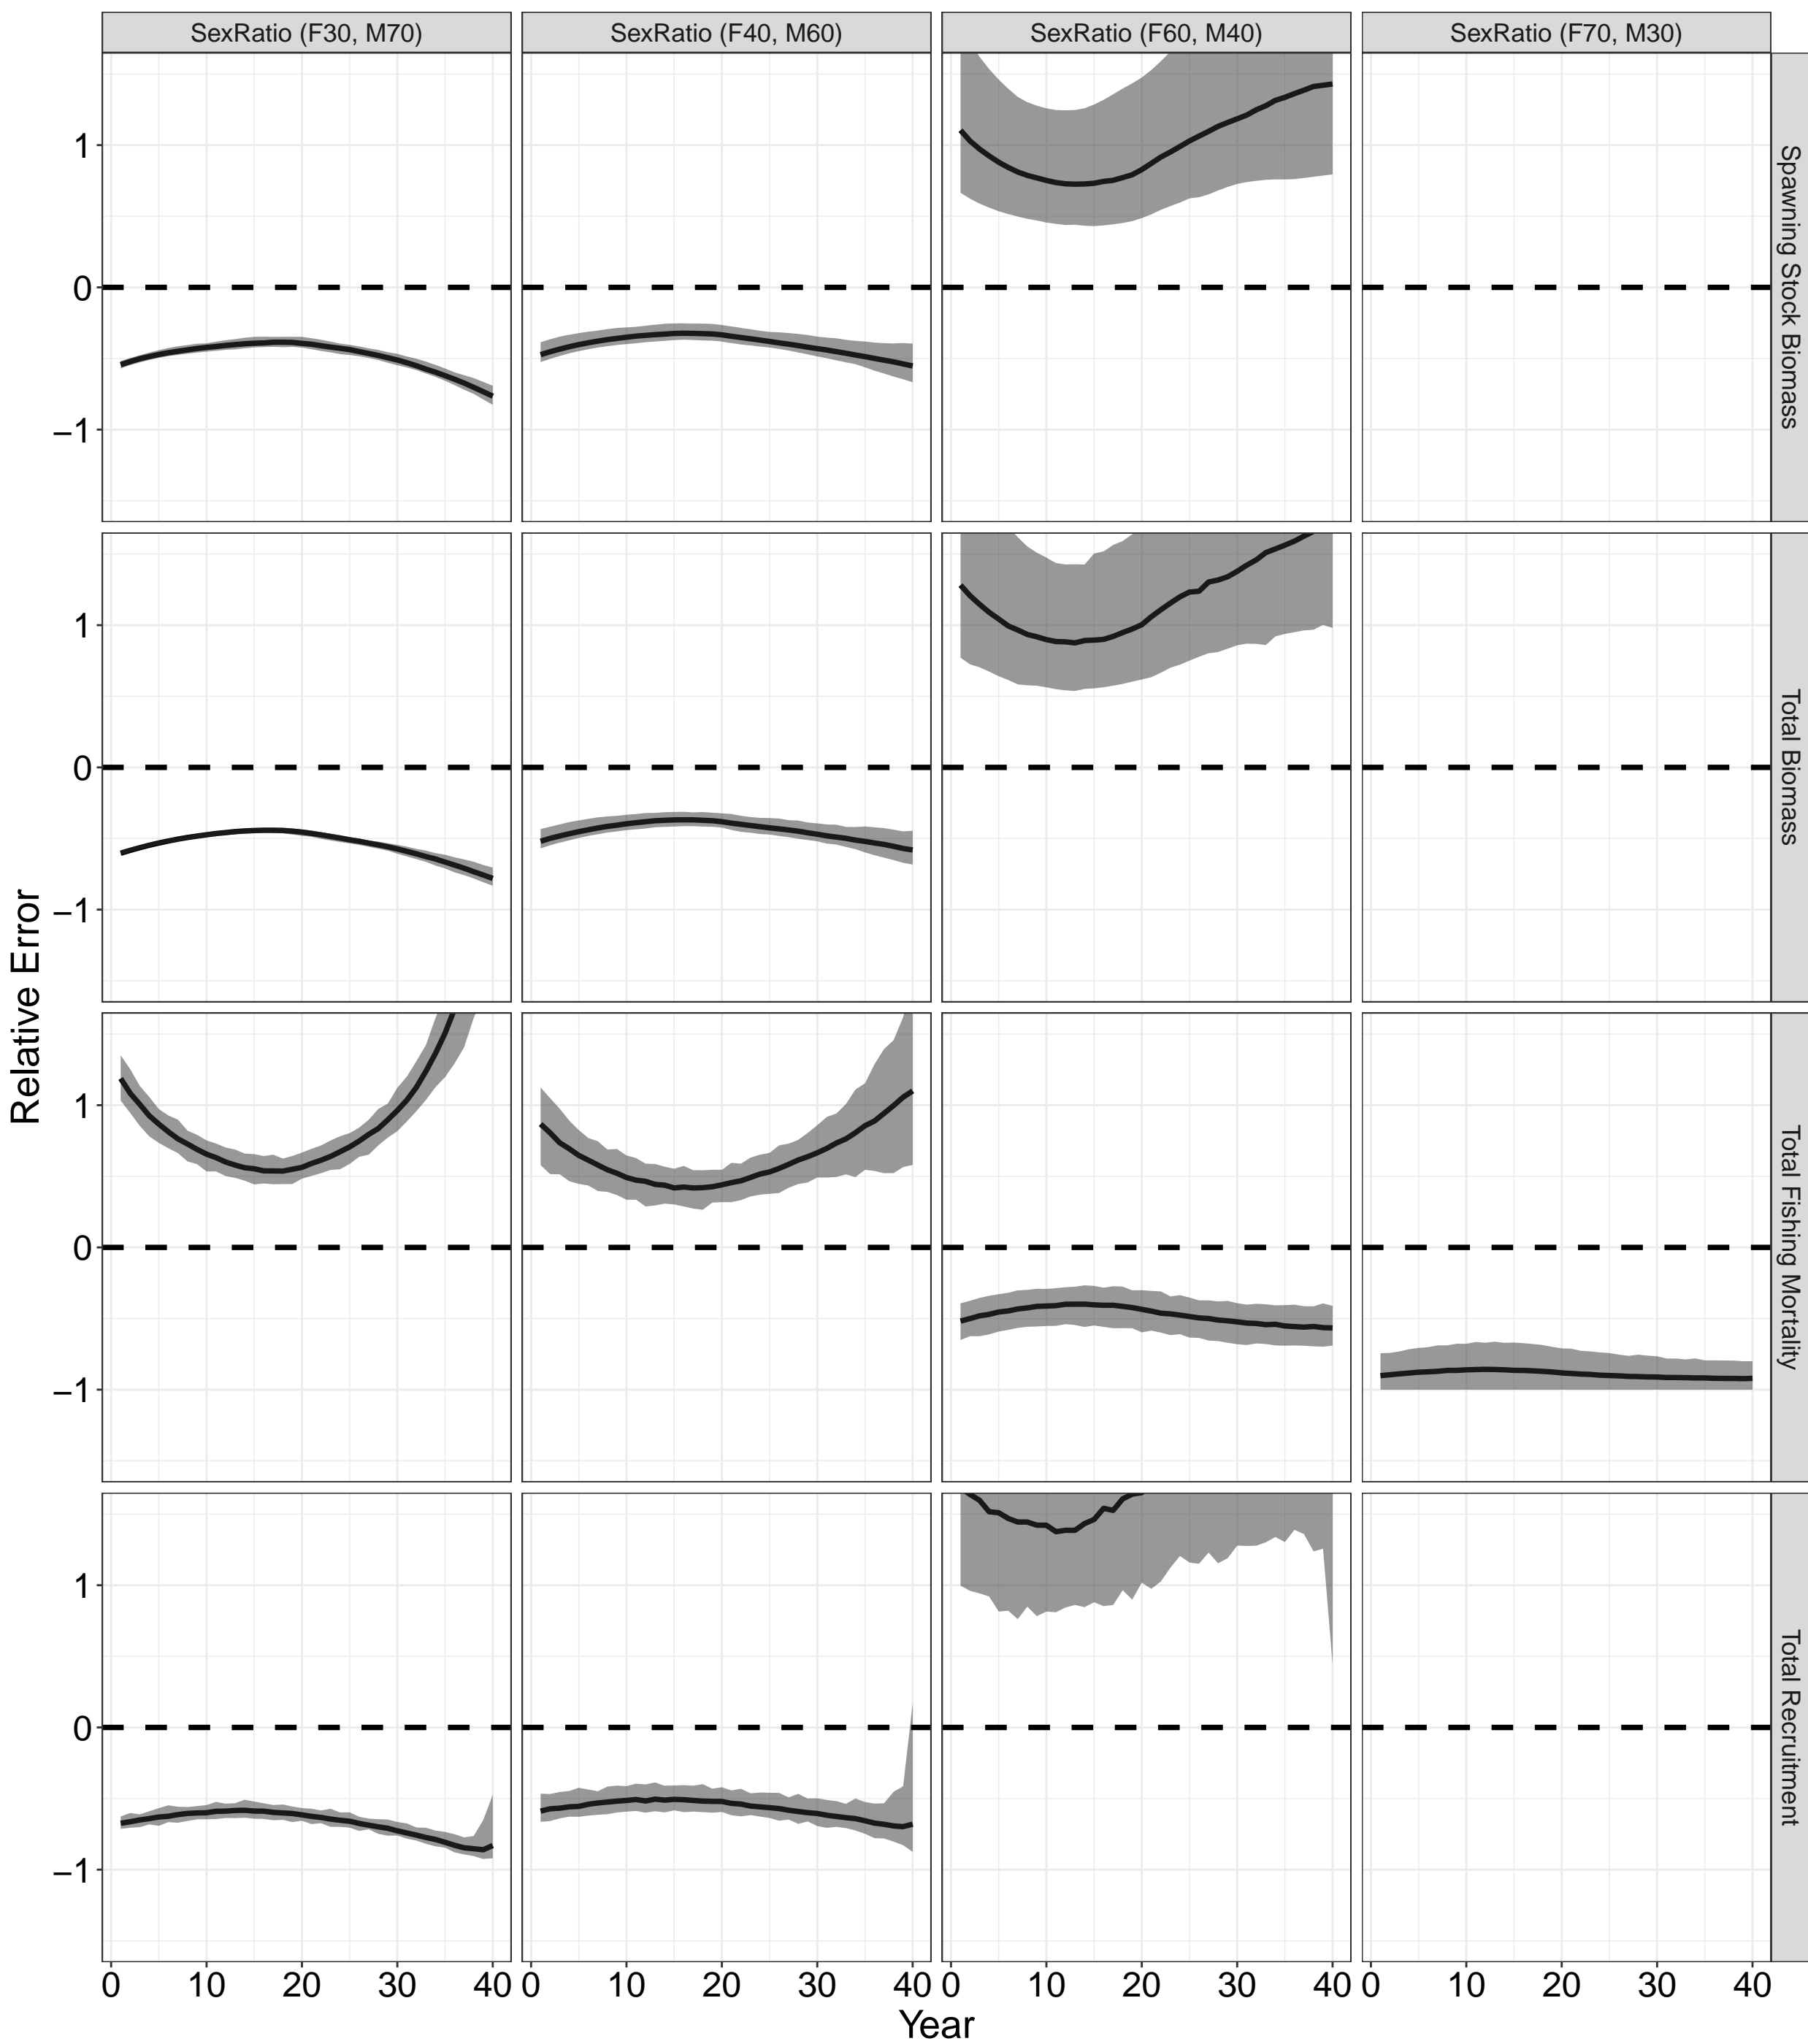 SexRatio (F30, M70)
SexRatio (F40, M60)
SexRatio (F60, M40)
SexRatio (F70, M30)
Relative Error
1
0
−1
Spawning Stock Biomass
1
0
−1
Total Biomass
1
0
−1
Total Fishing Mortality
1
0
−1
Total Recruitment
0 10 20 30 40
0 10 20 30 40
0 10 20 30 40
0 10 20 30 40
Year